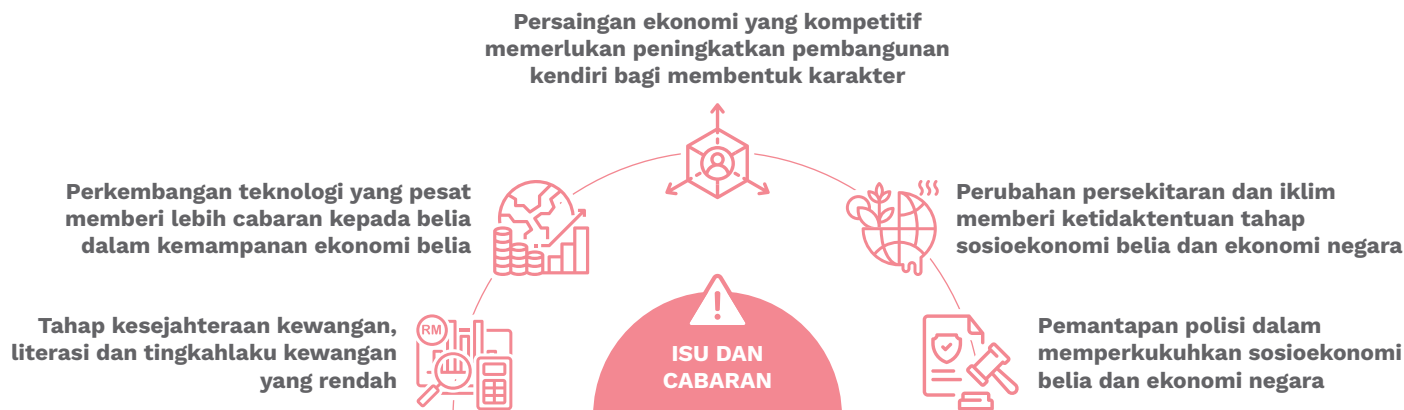 Persaingan ekonomi yang kompetitif
memerlukan peningkatkan pembangunan
kendiri bagi membentuk karakter
Perkembangan teknologi yang pesat
memberi lebih cabaran kepada belia
dalam kemampanan ekonomi belia
Perubahan persekitaran dan iklim
memberi ketidaktentuan tahap
sosioekonomi belia dan ekonomi negara
Tahap kesejahteraan kewangan,
literasi dan tingkahlaku kewangan
yang rendah
RM
ISU DAN
CABARAN
Pemantapan polisi dalam
memperkukuhkan sosioekonomi
belia dan ekonomi negara